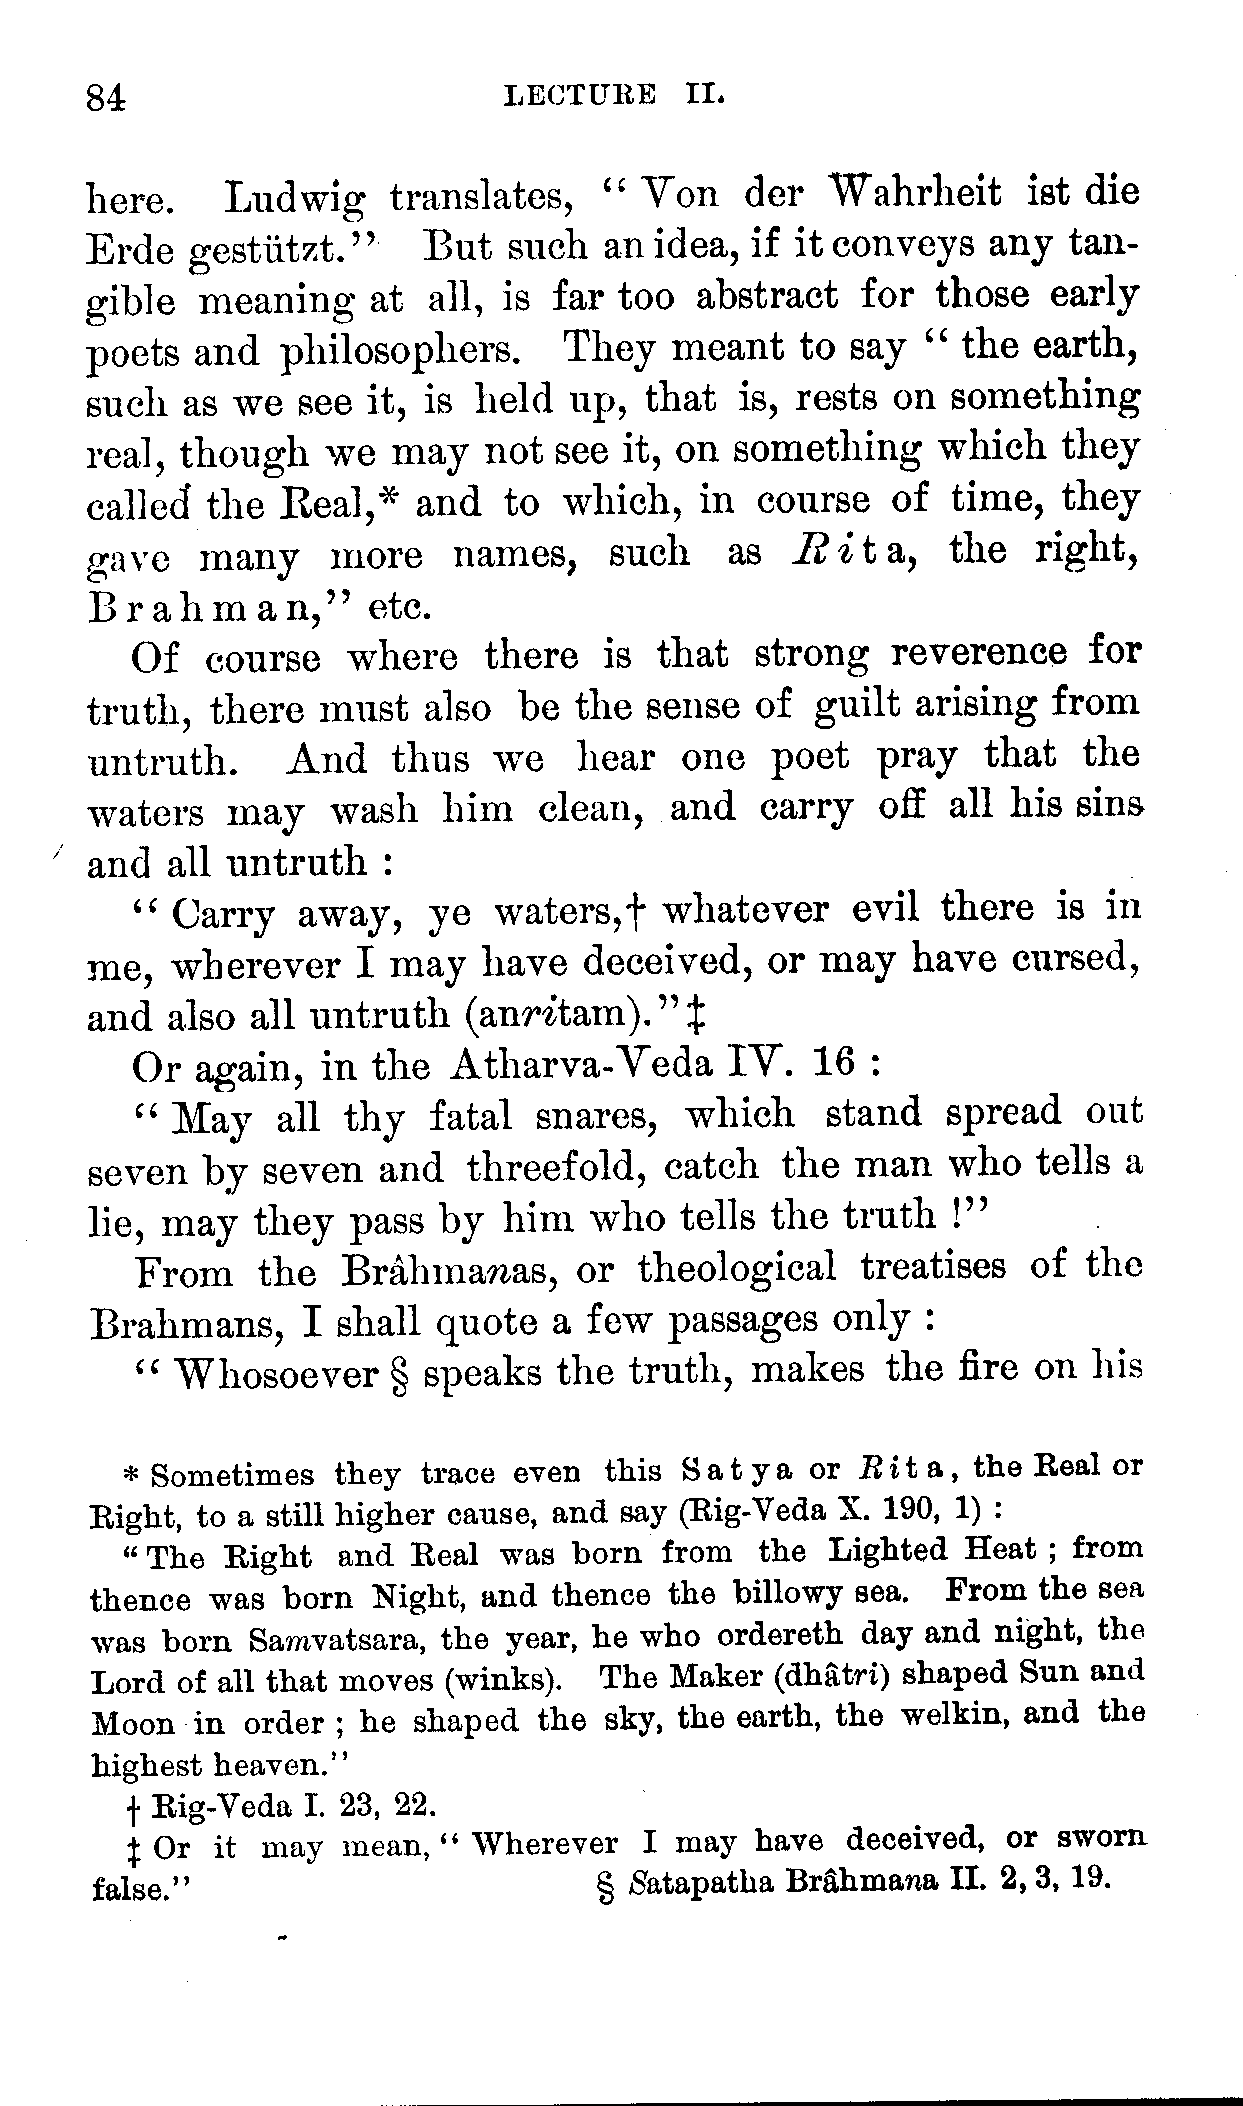 84 LECTURE II.
here. Ludwig translates, “ Von der Wahrheit ist die
Erde gestützt.” But such an idea, if it conveys any tan-
gible meaning at all, is far too abstract for those early
poets and philosophers. They meant to say “ the earth,
such as we see it, is held up, that is, rests on something
real, though we may not see it, on something which they
called the Real,* and to which, in course of time, they
gave many more names, such as Rita, the right,
Brahman,” etc.
Of course where there is that strong reverence for
truth, there must also be the sense of guilt arising from
untruth. And thus we hear one poet pray that the
waters may wash him clean, and carry off all his sins
and all untruth :
“ Carry away, ye waters,† whatever evil there is in
me, wherever I may have deceived, or may have cursed,
and also all untruth (anritam).”‡
Or again, in the Atharva-Veda IV. 16 :
“ May all thy fatal snares, which stand spread out
seven by seven and threefold, catch the man who tells a
lie, may they pass by him who tells the truth !”
From the Brâhmanas, or theological treatises of the
Brahmans, I shall quote a few passages only :
“ Whosoever § speaks the truth, makes the fire on his
* Sometimes they trace even this Satya or Rita, the Real or
Right, to a still higher cause, and say (Rig-Veda X. 190, 1) :
“ The Right and Real was born from the Lighted Heat ; from
thence was born Night, and thence the billowy sea. From the sea
was born Samvatsara, the year, he who ordereth day and night, the
Lord of all that moves (winks). The Maker (dhâtri) shaped Sun and
Moon in order ; he shaped the sky, the earth, the welkin, and the
highest heaven.”
† Rig-Veda I. 23, 22.
‡ Or it may mean, “ Wherever I may have deceived, or sworn
false.” § Satapatha Brâhmana II. 2, 3, 19.